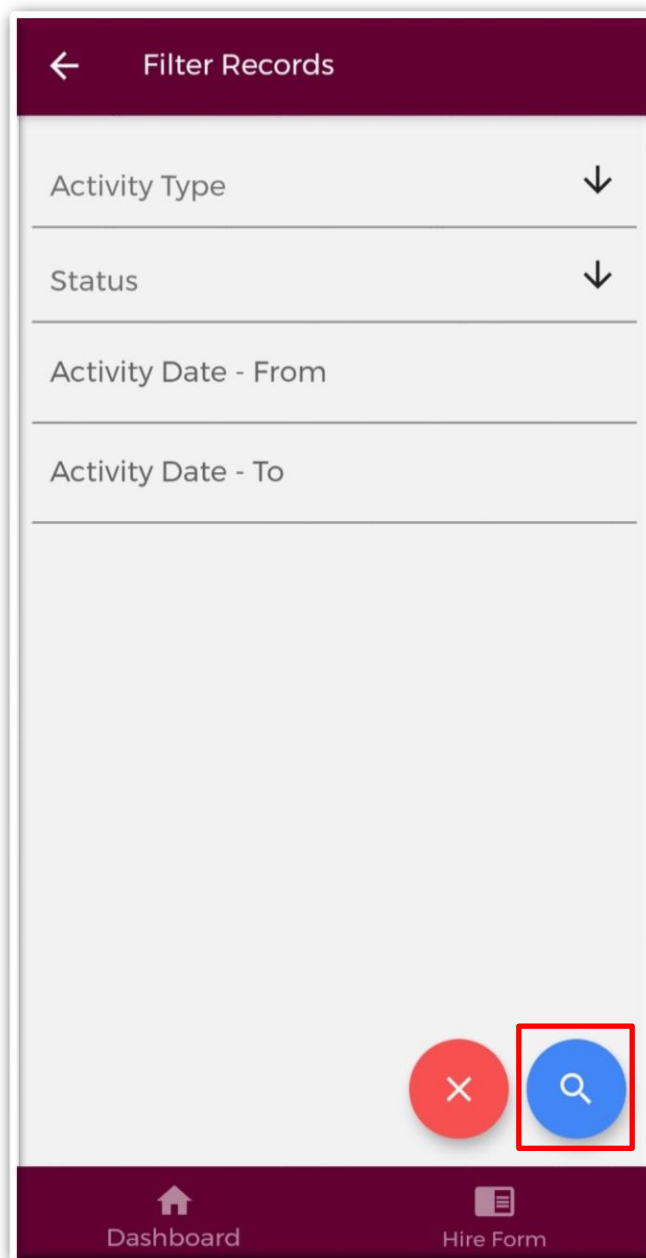 Filter Records
Activity Type
Status
Activity Date - From
Activity Date - To
Dashboard
Hire Form